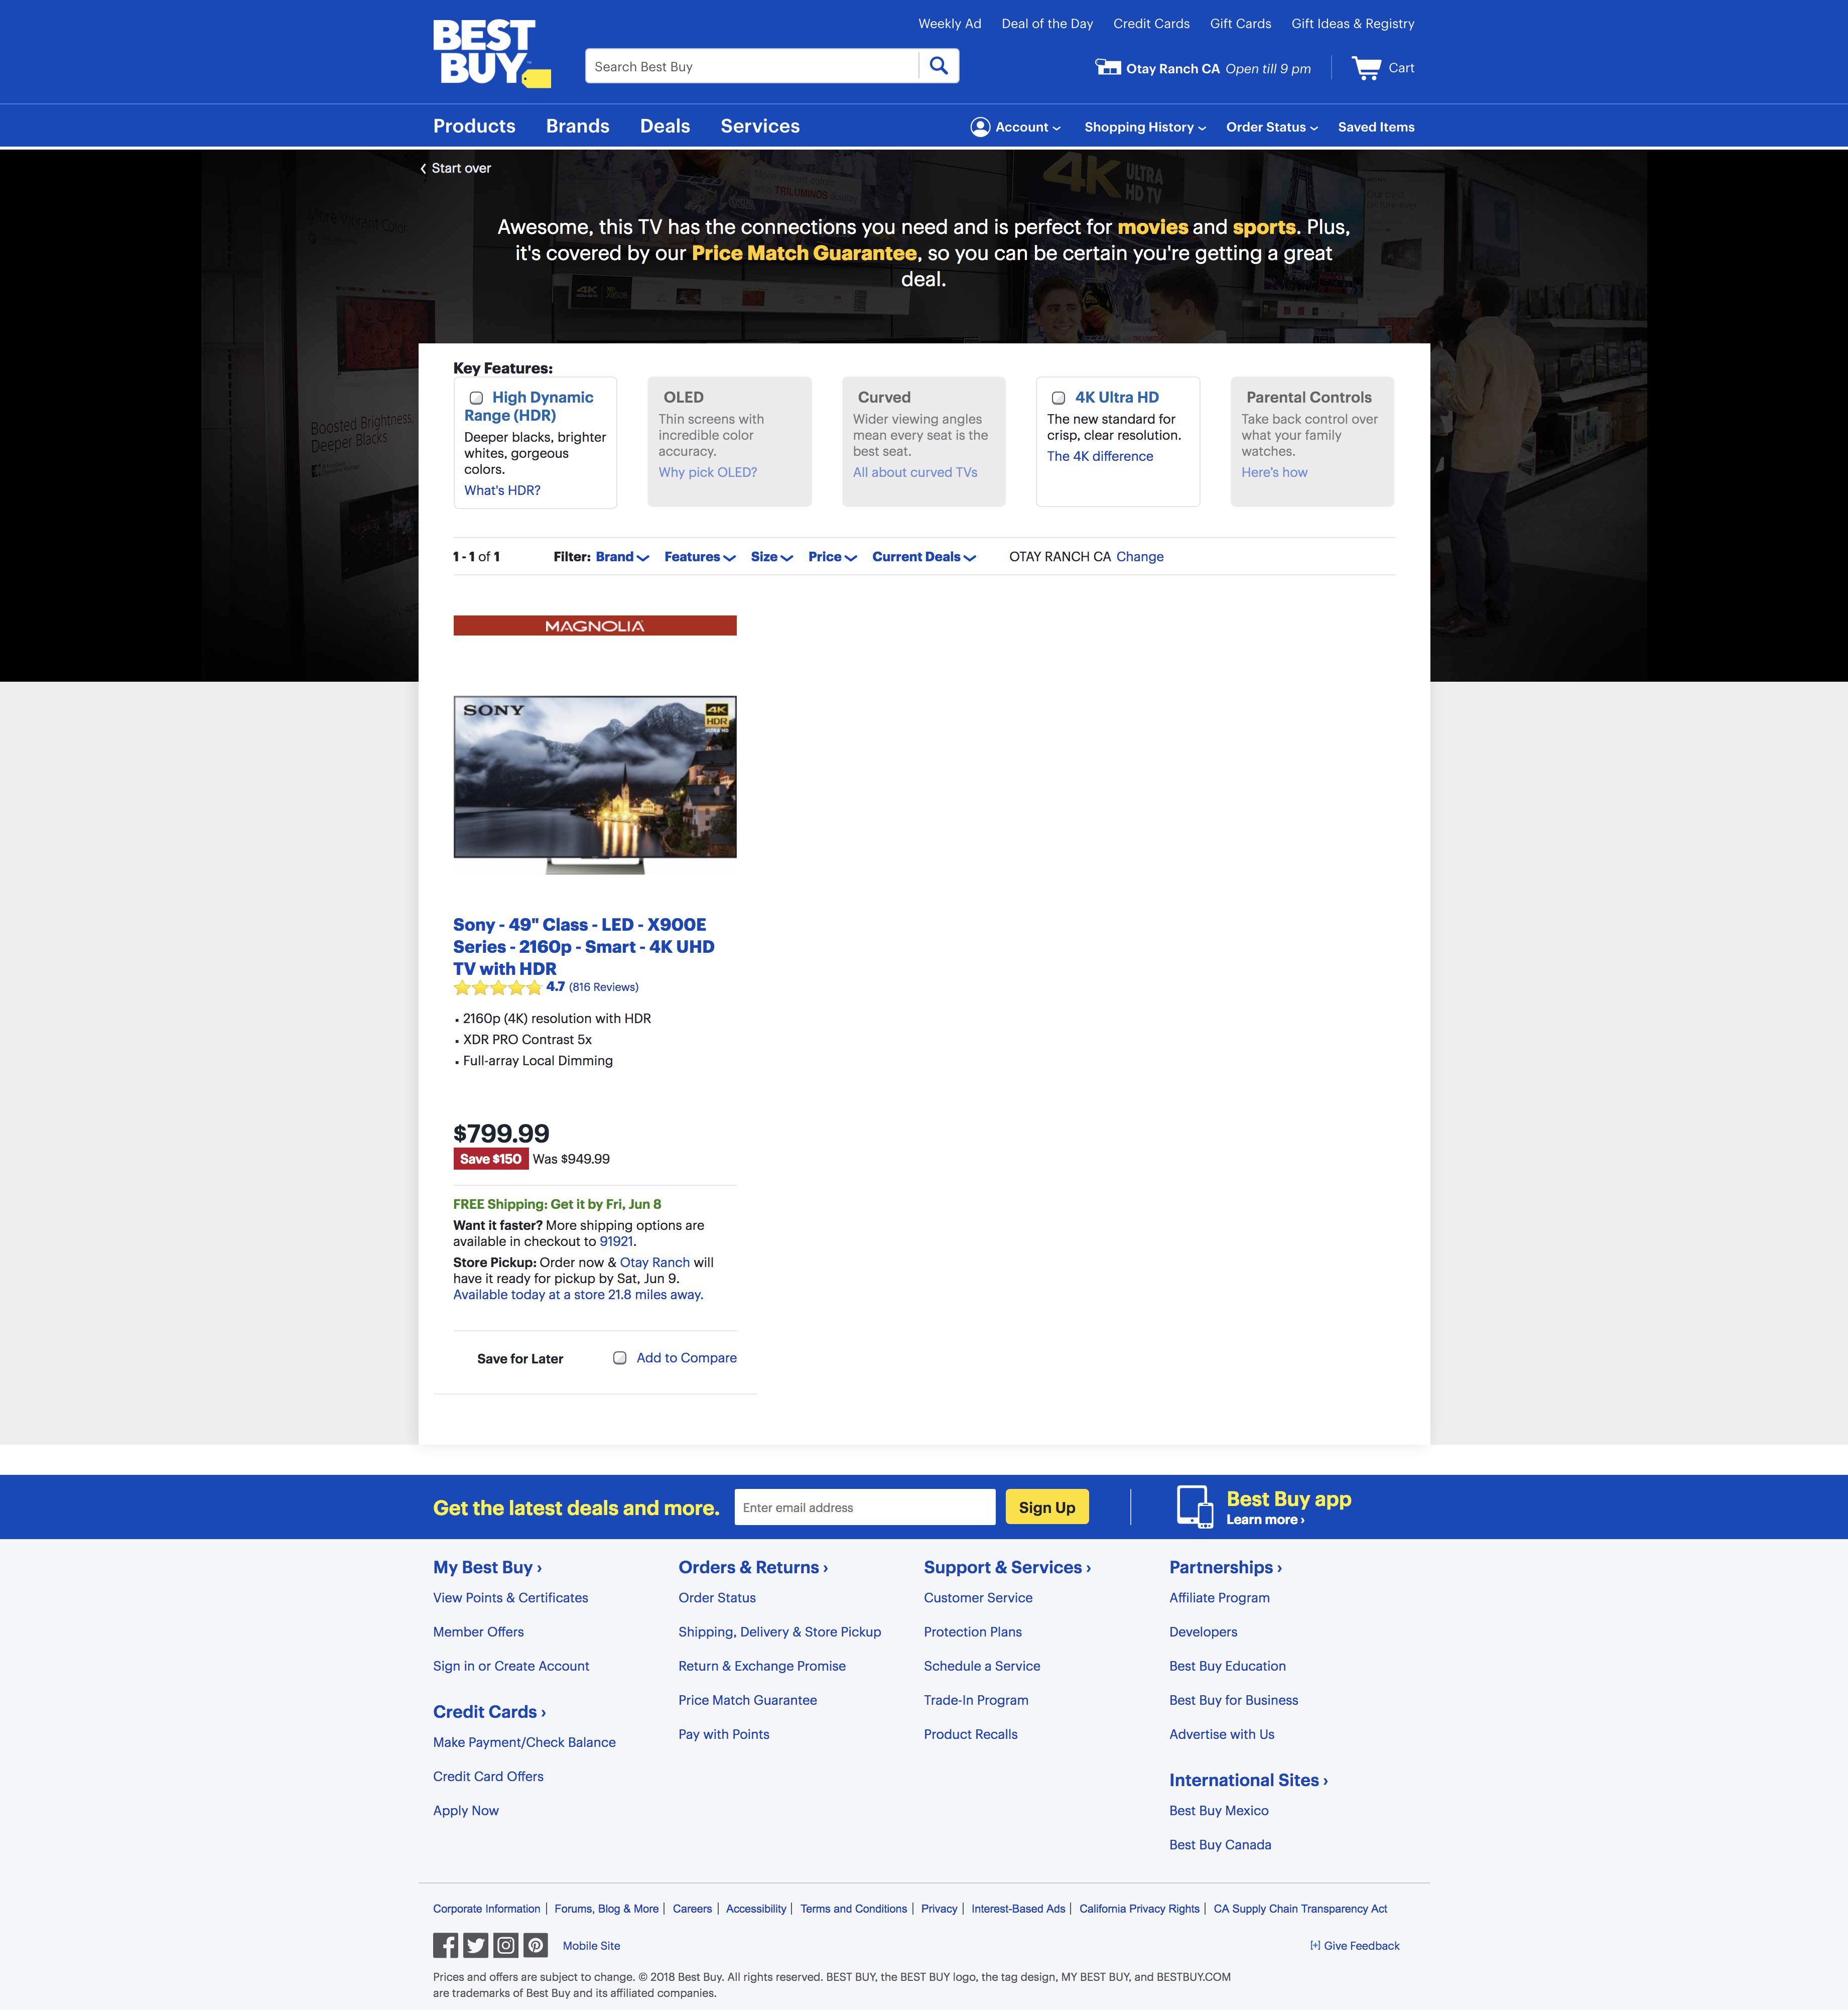 BEST
BUY
Weekly Ad Deal of the Day Credit Cards Gift Cards Gift Ideas & Registry
Search Best Buy
Otay Ranch CA Open till 9 pm
Cart
Products Brands Deals Services
Account Shopping History Order Status Saved Items
Start over
4K ULTRA HD TV
TRILUMINOS
More Vibrant Color
Awesome, this TV has the connections you need and is perfect for movies and sports. Plus,
it's covered by our Price Match Guarantee, so you can be certain you're getting a great
deal.
4K
Boosted Brightness,
Deeper Blacks
Key Features:
High Dynamic
Range (HDR)
Deeper blacks, brighter
whites, gorgeous
colors.
What's HDR?
OLED
Thin screens with
incredible color
accuracy.
Why pick OLED?
Curved
Wider viewing angles
mean every seat is the
best seat.
All about curved TVs
4K Ultra HD
The new standard for
crisp, clear resolution.
The 4K difference
Parental Controls
Take back control over
what your family
watches.
Here's how
1 - 1 of 1 Filter: Brand Features Size Price Current Deals OTAY RANCH CA Change
MAGNOLIA
SONY
4K
HDR
ULTRA HD
Sony - 49" Class - LED - X900E
Series - 2160p - Smart - 4K UHD
TV with HDR
4.7 (816 Reviews)
▪ 2160p (4K) resolution with HDR
▪ XDR PRO Contrast 5x
▪ Full-array Local Dimming
$799.99
Save $150 Was $949.99
FREE Shipping: Get it by Fri, Jun 8
Want it faster? More shipping options are
available in checkout to 91921.
Store Pickup: Order now & Otay Ranch will
have it ready for pickup by Sat, Jun 9.
Available today at a store 21.8 miles away.
Save for Later Add to Compare
Get the latest deals and more. Enter email address Sign Up
Best Buy app
Learn more ›
My Best Buy ›
View Points & Certificates
Member Offers
Sign in or Create Account
Credit Cards ›
Make Payment/Check Balance
Credit Card Offers
Apply Now
Orders & Returns ›
Order Status
Shipping, Delivery & Store Pickup
Return & Exchange Promise
Price Match Guarantee
Pay with Points
Support & Services ›
Customer Service
Protection Plans
Schedule a Service
Trade-In Program
Product Recalls
Partnerships ›
Affiliate Program
Developers
Best Buy Education
Best Buy for Business
Advertise with Us
International Sites ›
Best Buy Mexico
Best Buy Canada
Corporate Information | Forums, Blog & More | Careers | Accessibility | Terms and Conditions | Privacy | Interest-Based Ads | California Privacy Rights | CA Supply Chain Transparency Act
Mobile Site
[+] Give Feedback
Prices and offers are subject to change. © 2018 Best Buy. All rights reserved. BEST BUY, the BEST BUY logo, the tag design, MY BEST BUY, and BESTBUY.COM
are trademarks of Best Buy and its affiliated companies.